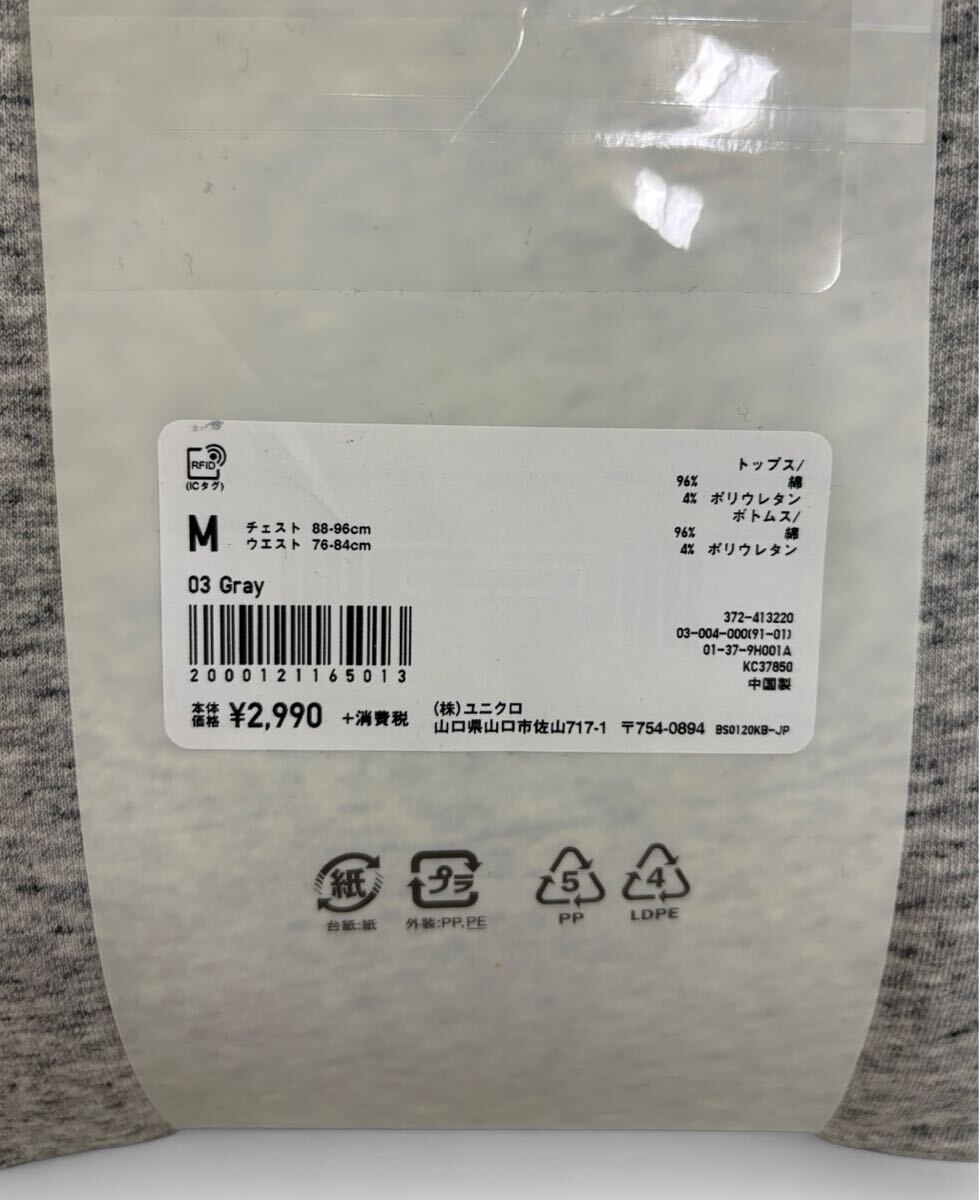 RFID
(ICタグ)
M
チェスト 88-96cm
ウエスト 76-84cm
03 Gray
2000121165013
本体価格 ¥2,990 +消費税
トップス/
96% 綿
4% ポリウレタン
ボトムス/
96% 綿
4% ポリウレタン
372-413220
03-004-000(91-01)
01-37-9H001A
KC37850
中国製
(株)ユニクロ
山口県山口市佐山717-1 〒754-0894 BS0120KB-JP
紙
台紙:紙
プラ
外装:PP,PE
5
PP
4
LDPE